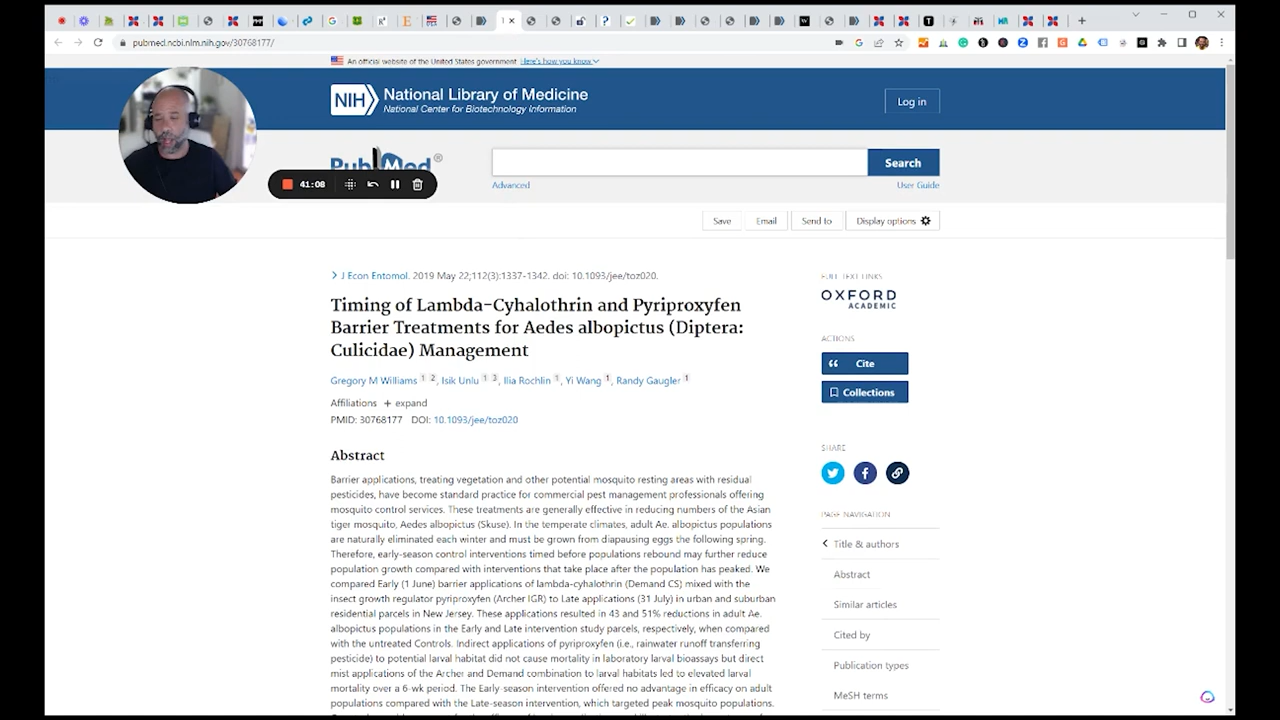 pubmed.ncbi.nlm.nih.gov/30768177/
An official website of the United States government Here's how you know
NIH National Library of Medicine
National Center for Biotechnology Information
Log in
PubMed®
Search
Advanced
User Guide
41:08
Save Email Send to Display options
J Econ Entomol. 2019 May 22;112(3):1337-1342. doi: 10.1093/jee/toz020.
Timing of Lambda-Cyhalothrin and Pyriproxyfen
Barrier Treatments for Aedes albopictus (Diptera:
Culicidae) Management
Gregory M Williams 1 2, Isik Unlu 1 3, Ilia Rochlin 1, Yi Wang 1, Randy Gaugler 1
Affiliations + expand
PMID: 30768177 DOI: 10.1093/jee/toz020
Abstract
Barrier applications, treating vegetation and other potential mosquito resting areas with residual
pesticides, have become standard practice for commercial pest management professionals offering
mosquito control services. These treatments are generally effective in reducing numbers of the Asian
tiger mosquito, Aedes albopictus (Skuse). In the temperate climates, adult Ae. albopictus populations
are naturally eliminated each winter and must be grown from diapausing eggs the following spring.
Therefore, early-season control interventions timed before populations rebound may further reduce
population growth compared with interventions that take place after the population has peaked. We
compared Early (1 June) barrier applications of lambda-cyhalothrin (Demand CS) mixed with the
insect growth regulator pyriproxyfen (Archer IGR) to Late applications (31 July) in urban and suburban
residential parcels in New Jersey. These applications resulted in 43 and 51% reductions in adult Ae.
albopictus populations in the Early and Late intervention study parcels, respectively, when compared
with the untreated Controls. Indirect applications of pyriproxyfen (i.e., rainwater runoff transferring
pesticide) to potential larval habitat did not cause mortality in laboratory larval bioassays but direct
mist applications of the Archer and Demand combination to larval habitats led to elevated larval
mortality over a 6-wk period. The Early-season intervention offered no advantage in efficacy on adult
populations compared with the Late-season intervention, which targeted peak mosquito populations.
FULL TEXT LINKS
OXFORD
ACADEMIC
ACTIONS
Cite
Collections
SHARE
PAGE NAVIGATION
Title & authors
Abstract
Similar articles
Cited by
Publication types
MeSH terms